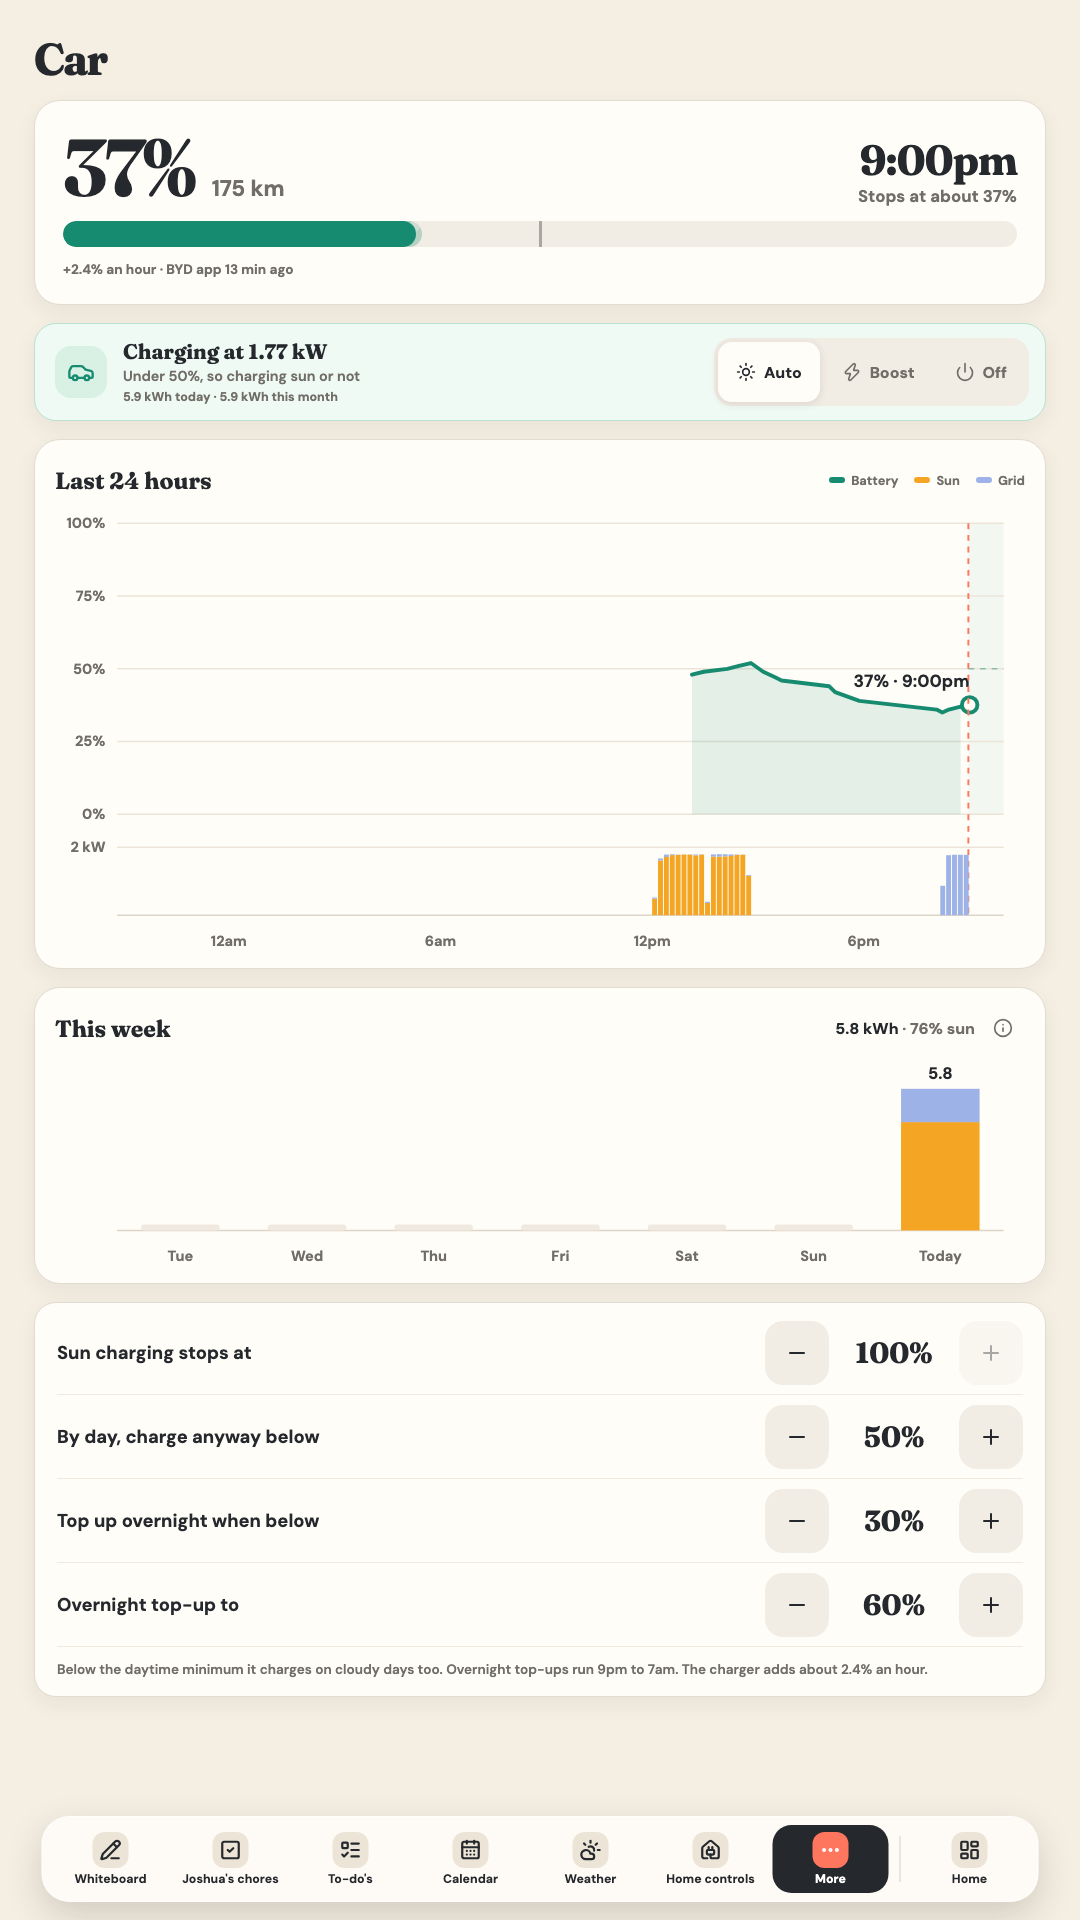 Car
37% 175 km
9:00pm
Stops at about 37%
+2.4% an hour · BYD app 13 min ago
Charging at 1.77 kW
Under 50%, so charging sun or not
5.9 kWh today · 5.9 kWh this month
Auto
Boost
Off
Last 24 hours
Battery
Sun
Grid
100%
75%
50%
37% · 9:00pm
25%
0%
2 kW
12am
6am
12pm
6pm
This week
5.8 kWh · 76% sun
5.8
Tue
Wed
Thu
Fri
Sat
Sun
Today
Sun charging stops at
− 100% +
By day, charge anyway below
− 50% +
Top up overnight when below
− 30% +
Overnight top-up to
− 60% +
Below the daytime minimum it charges on cloudy days too. Overnight top-ups run 9pm to 7am. The charger adds about 2.4% an hour.
Whiteboard
Joshua's chores
To-do's
Calendar
Weather
Home controls
More
Home